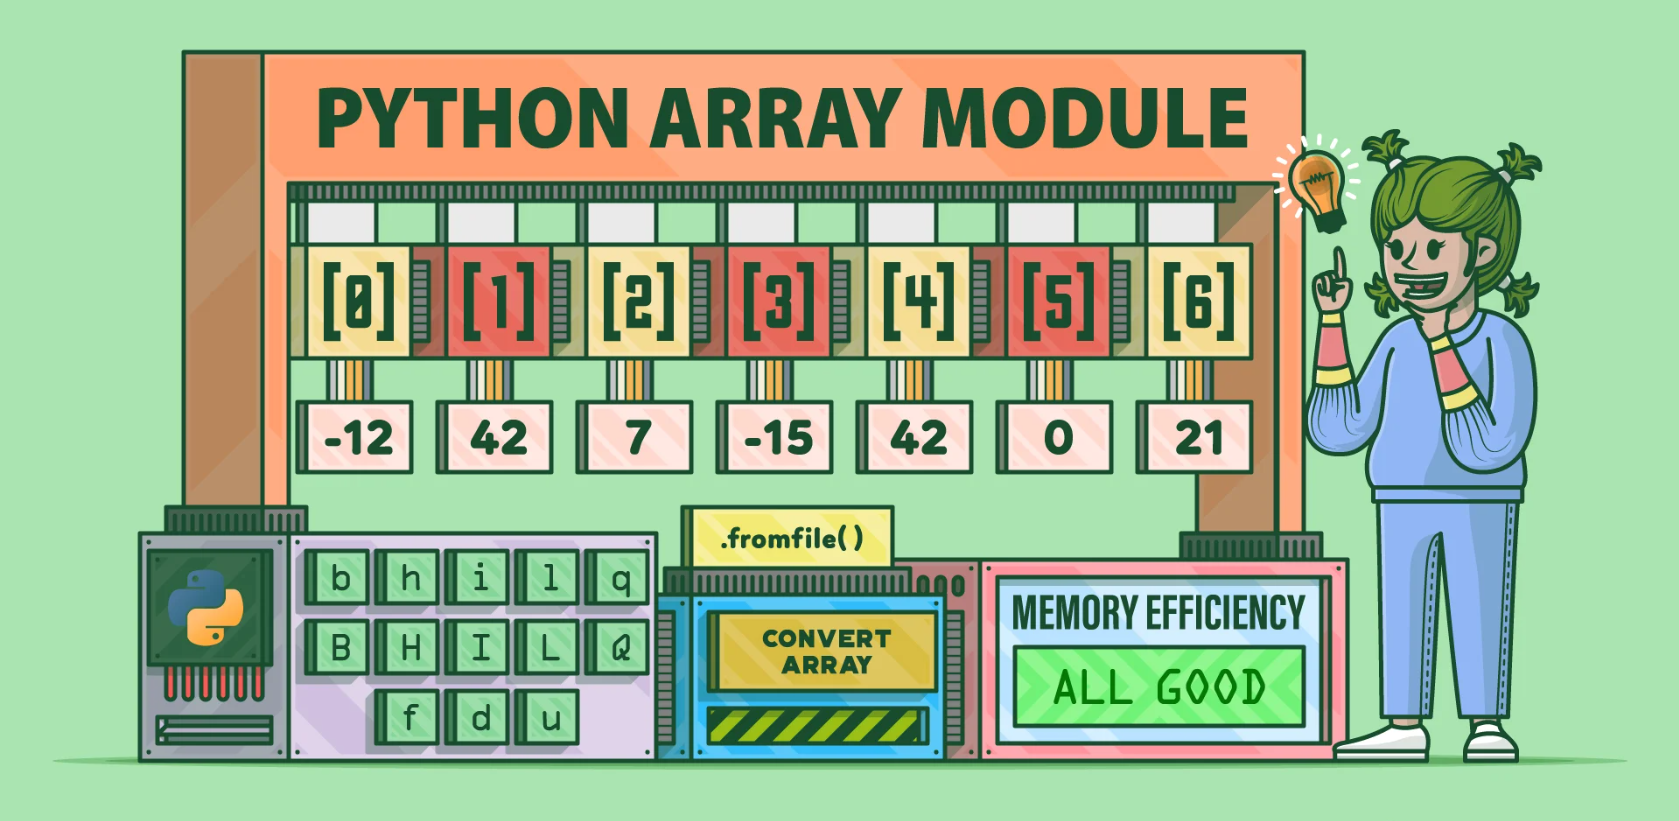 PYTHON ARRAY MODULE
[0] [1] [2] [3] [4] [5] [6]
-12 42 7 -15 42 0 21
.fromfile()
b h i l q
B H I L Q
f d u
CONVERT
ARRAY
MEMORY EFFICIENCY
ALL GOOD